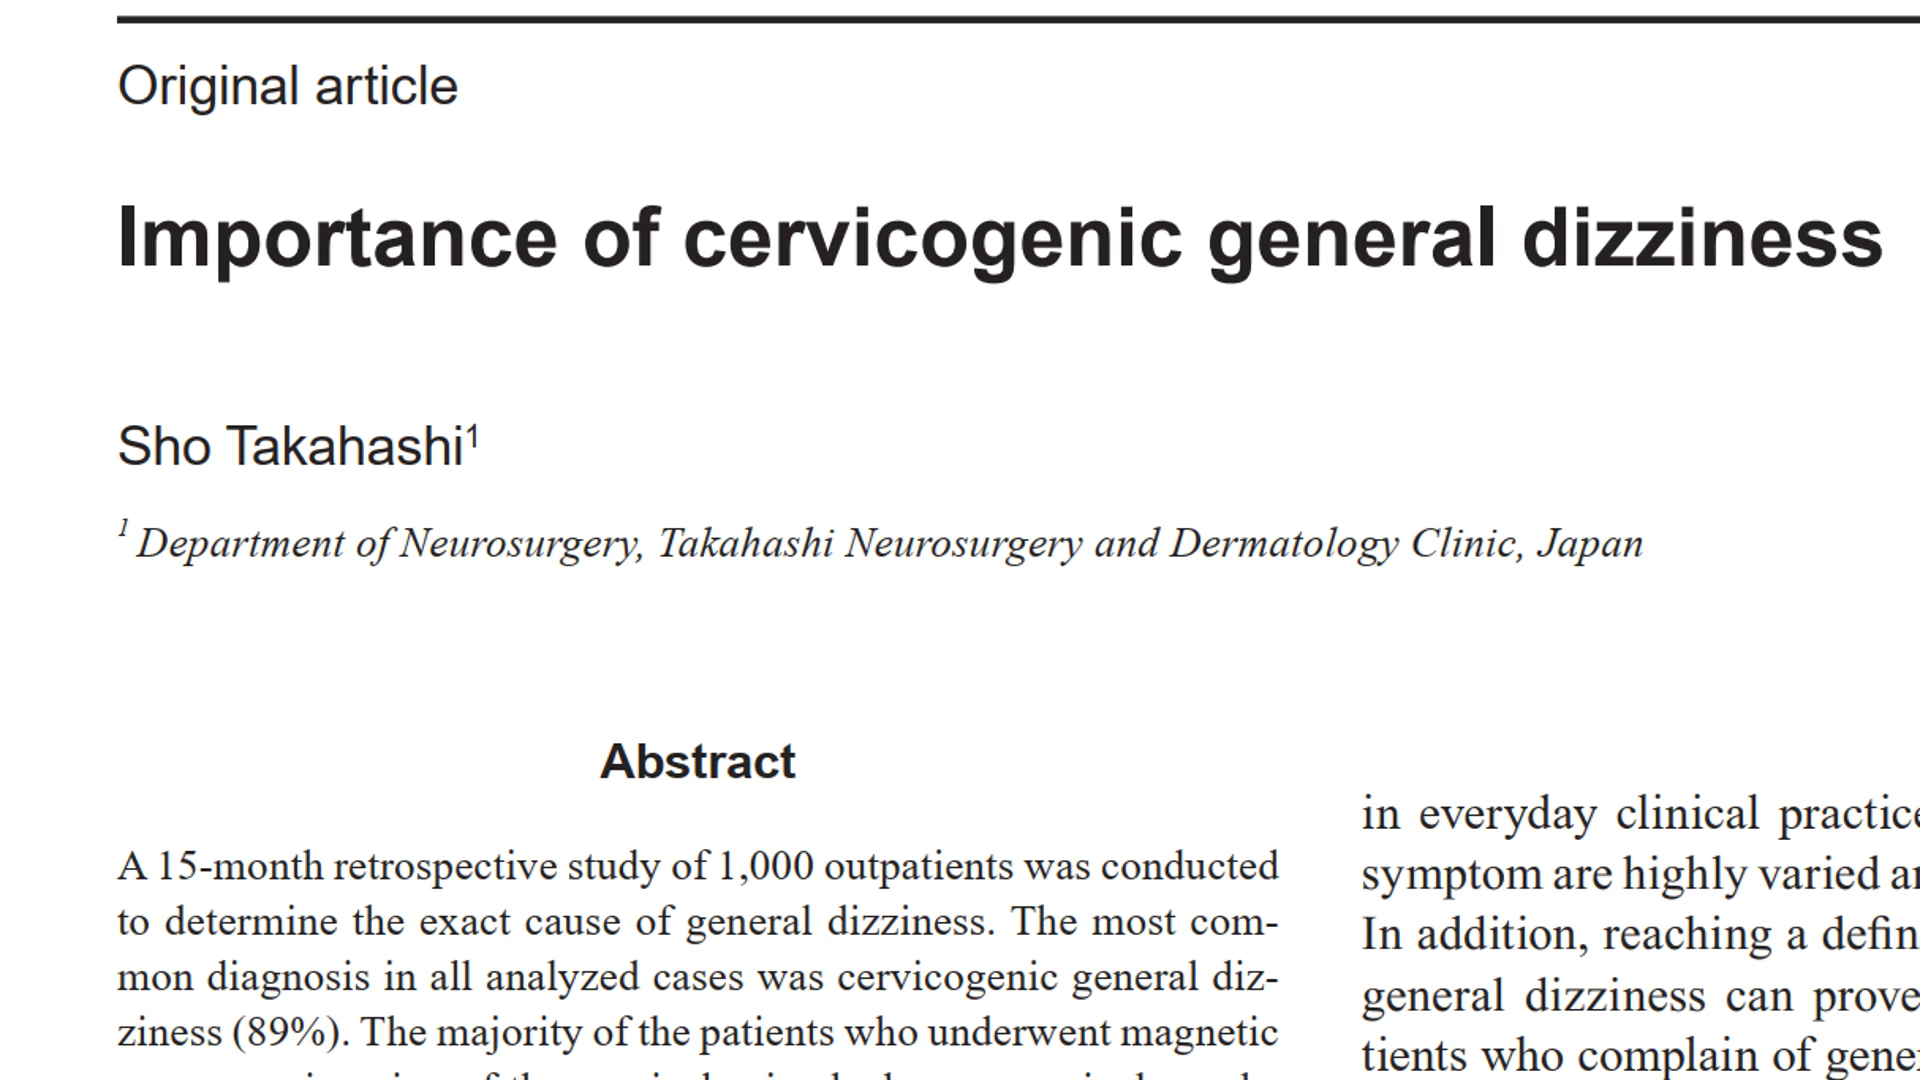 Original article
Importance of cervicogenic general dizziness
Sho Takahashi¹
¹ Department of Neurosurgery, Takahashi Neurosurgery and Dermatology Clinic, Japan
Abstract
A 15-month retrospective study of 1,000 outpatients was conducted
to determine the exact cause of general dizziness. The most com-
mon diagnosis in all analyzed cases was cervicogenic general diz-
ziness (89%). The majority of the patients who underwent magnetic
in everyday clinical practice
symptom are highly varied
In addition, reaching a
general dizziness can prove
tients who complain of